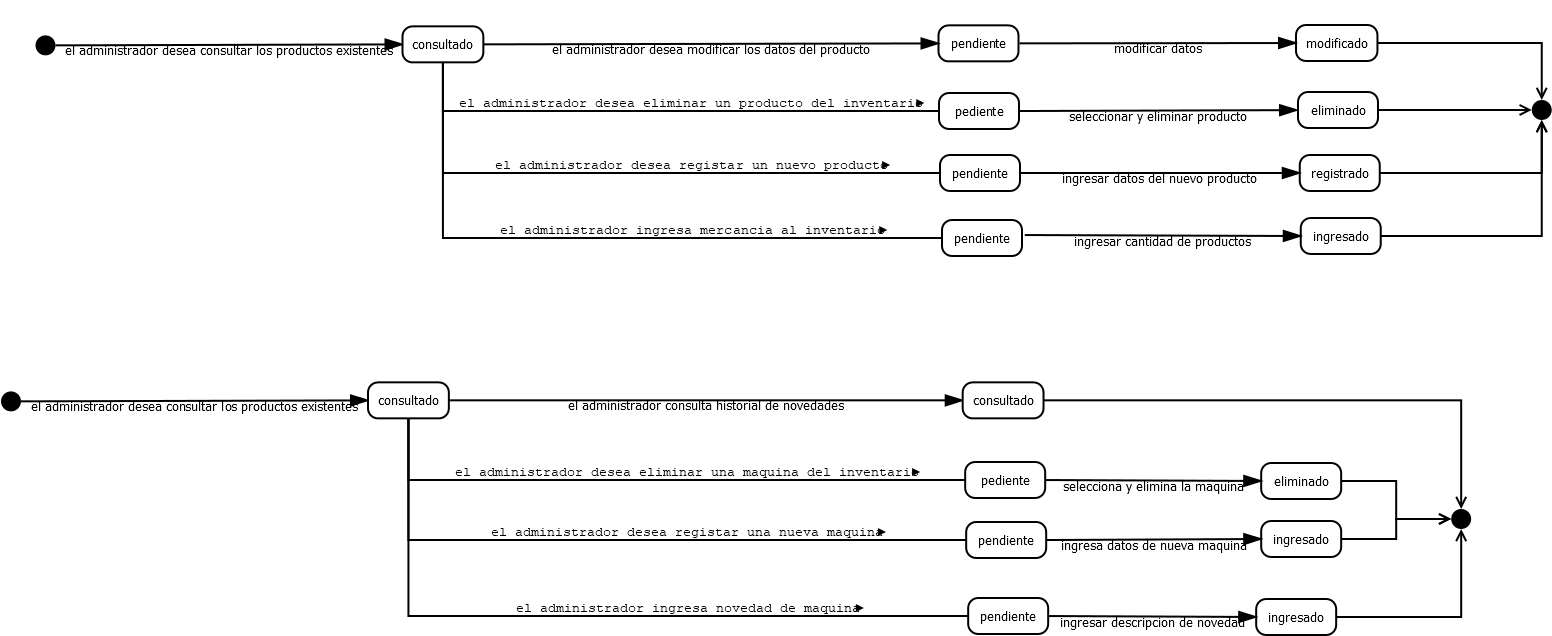 el administrador desea consultar los productos existentes
consultado
el administrador desea modificar los datos del producto
pendiente
modificar datos
modificado
el administrador desea eliminar un producto del inventario
pediente
seleccionar y eliminar producto
eliminado
el administrador desea registar un nuevo producto
pendiente
ingresar datos del nuevo producto
registrado
el administrador ingresa mercancia al inventario
pendiente
ingresar cantidad de productos
ingresado
el administrador desea consultar los productos existentes
consultado
el administrador consulta historial de novedades
consultado
el administrador desea eliminar una maquina del inventario
pediente
selecciona y elimina la maquina
eliminado
el administrador desea registar una nueva maquina
pendiente
ingresa datos de nueva maquina
ingresado
el administrador ingresa novedad de maquina
pendiente
ingresar descripcion de novedad
ingresado